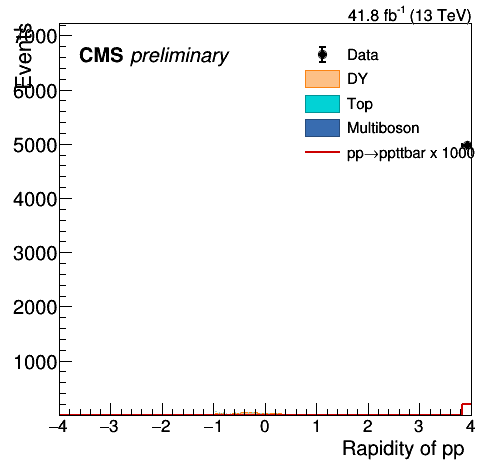 41.8 fb⁻¹ (13 TeV)
Events
CMS preliminary
Data
DY
Top
Multiboson
pp→ppttbar x 1000
7000
6000
5000
4000
3000
2000
1000
−4 −3 −2 −1 0 1 2 3 4
Rapidity of pp